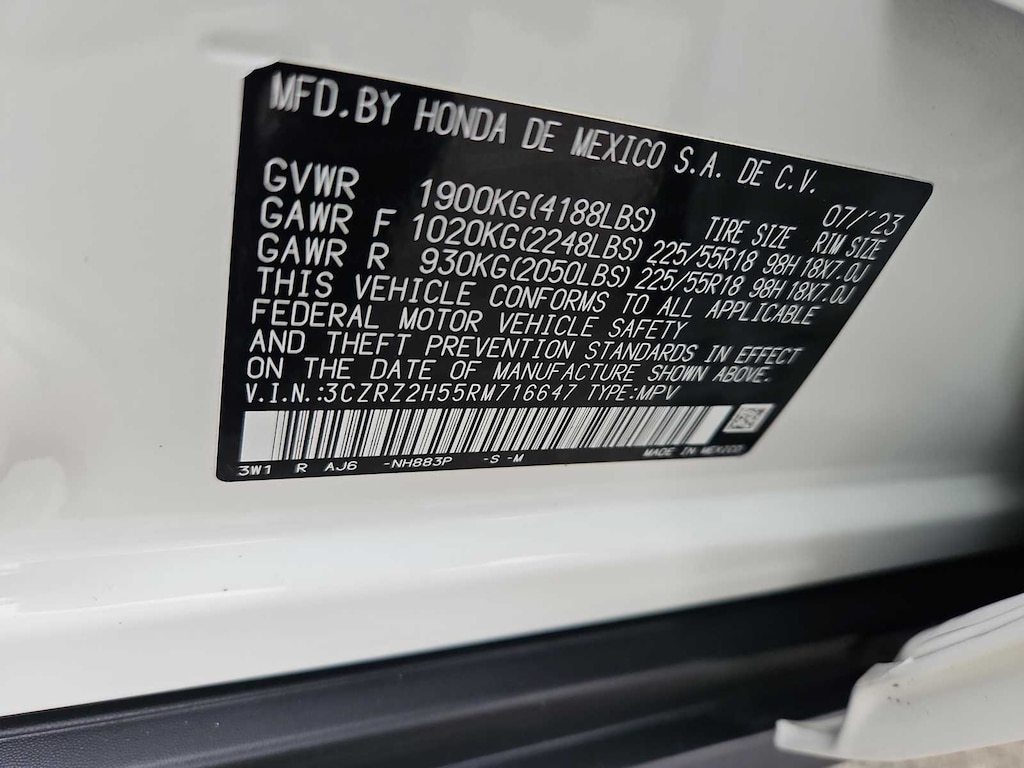 MFD.BY HONDA DE MEXICO S.A. DE C.V.
07/'23
GVWR 1900KG(4188LBS) TIRE SIZE RIM SIZE
GAWR F 1020KG(2248LBS) 225/55R18 98H 18X7.0J
GAWR R 930KG(2050LBS) 225/55R18 98H 18X7.0J
THIS VEHICLE CONFORMS TO ALL APPLICABLE
FEDERAL MOTOR VEHICLE SAFETY
AND THEFT PREVENTION STANDARDS IN EFFECT
ON THE DATE OF MANUFACTURE SHOWN ABOVE.
V.I.N.:3CZRZ2H55RM716647 TYPE:MPV
3W1 R AJ6 -NH883P -S -M MADE IN MEXICO